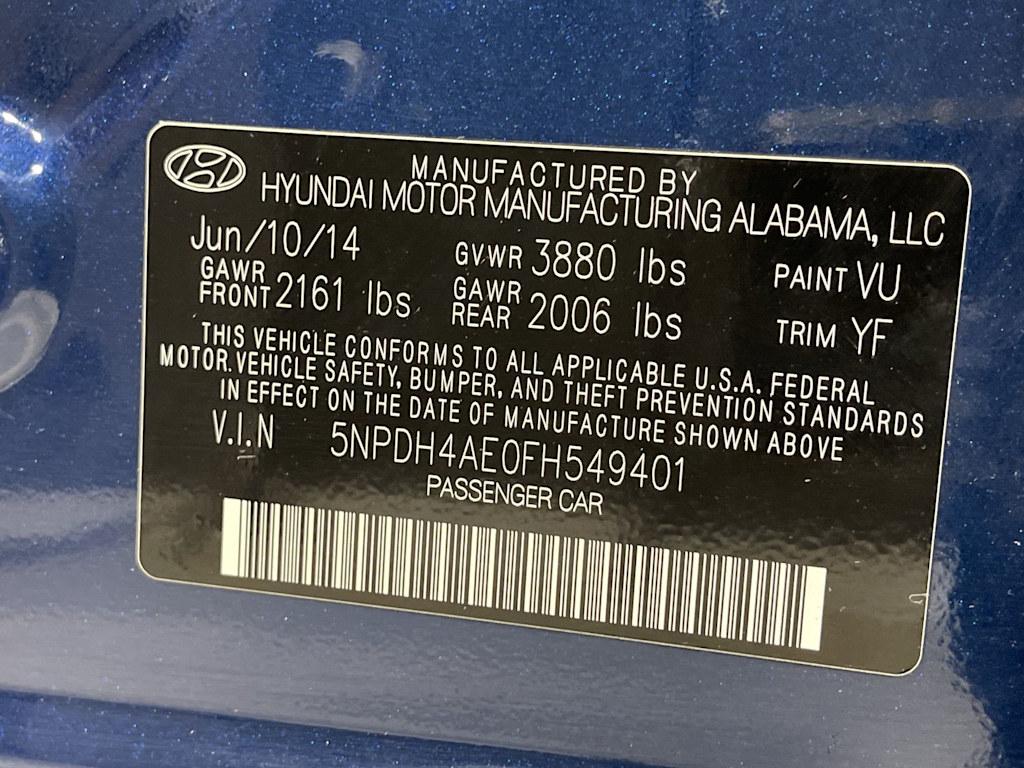 MANUFACTURED BY
HYUNDAI MOTOR MANUFACTURING ALABAMA, LLC
Jun/10/14 GVWR 3880 lbs PAINT VU
GAWR FRONT 2161 lbs GAWR REAR 2006 lbs TRIM YF
THIS VEHICLE CONFORMS TO ALL APPLICABLE U.S.A. FEDERAL
MOTOR VEHICLE SAFETY, BUMPER, AND THEFT PREVENTION STANDARDS
IN EFFECT ON THE DATE OF MANUFACTURE SHOWN ABOVE
V.I.N 5NPDH4AE0FH549401
PASSENGER CAR